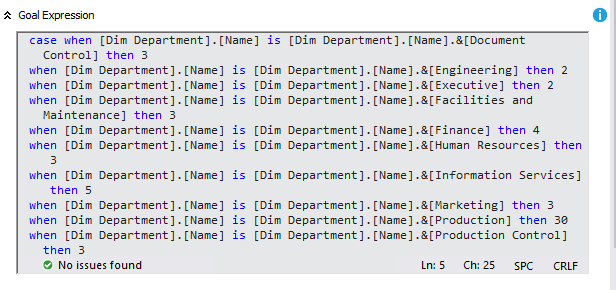 Goal Expression
case when [Dim Department].[Name] is [Dim Department].[Name].&[Document
Control] then 3
when [Dim Department].[Name] is [Dim Department].[Name].&[Engineering] then 2
when [Dim Department].[Name] is [Dim Department].[Name].&[Executive] then 2
when [Dim Department].[Name] is [Dim Department].[Name].&[Facilities and
Maintenance] then 3
when [Dim Department].[Name] is [Dim Department].[Name].&[Finance] then 4
when [Dim Department].[Name] is [Dim Department].[Name].&[Human Resources] then
3
when [Dim Department].[Name] is [Dim Department].[Name].&[Information Services]
then 5
when [Dim Department].[Name] is [Dim Department].[Name].&[Marketing] then 3
when [Dim Department].[Name] is [Dim Department].[Name].&[Production] then 30
when [Dim Department].[Name] is [Dim Department].[Name].&[Production Control]
then 3
No issues found Ln: 5 Ch: 25 SPC CRLF